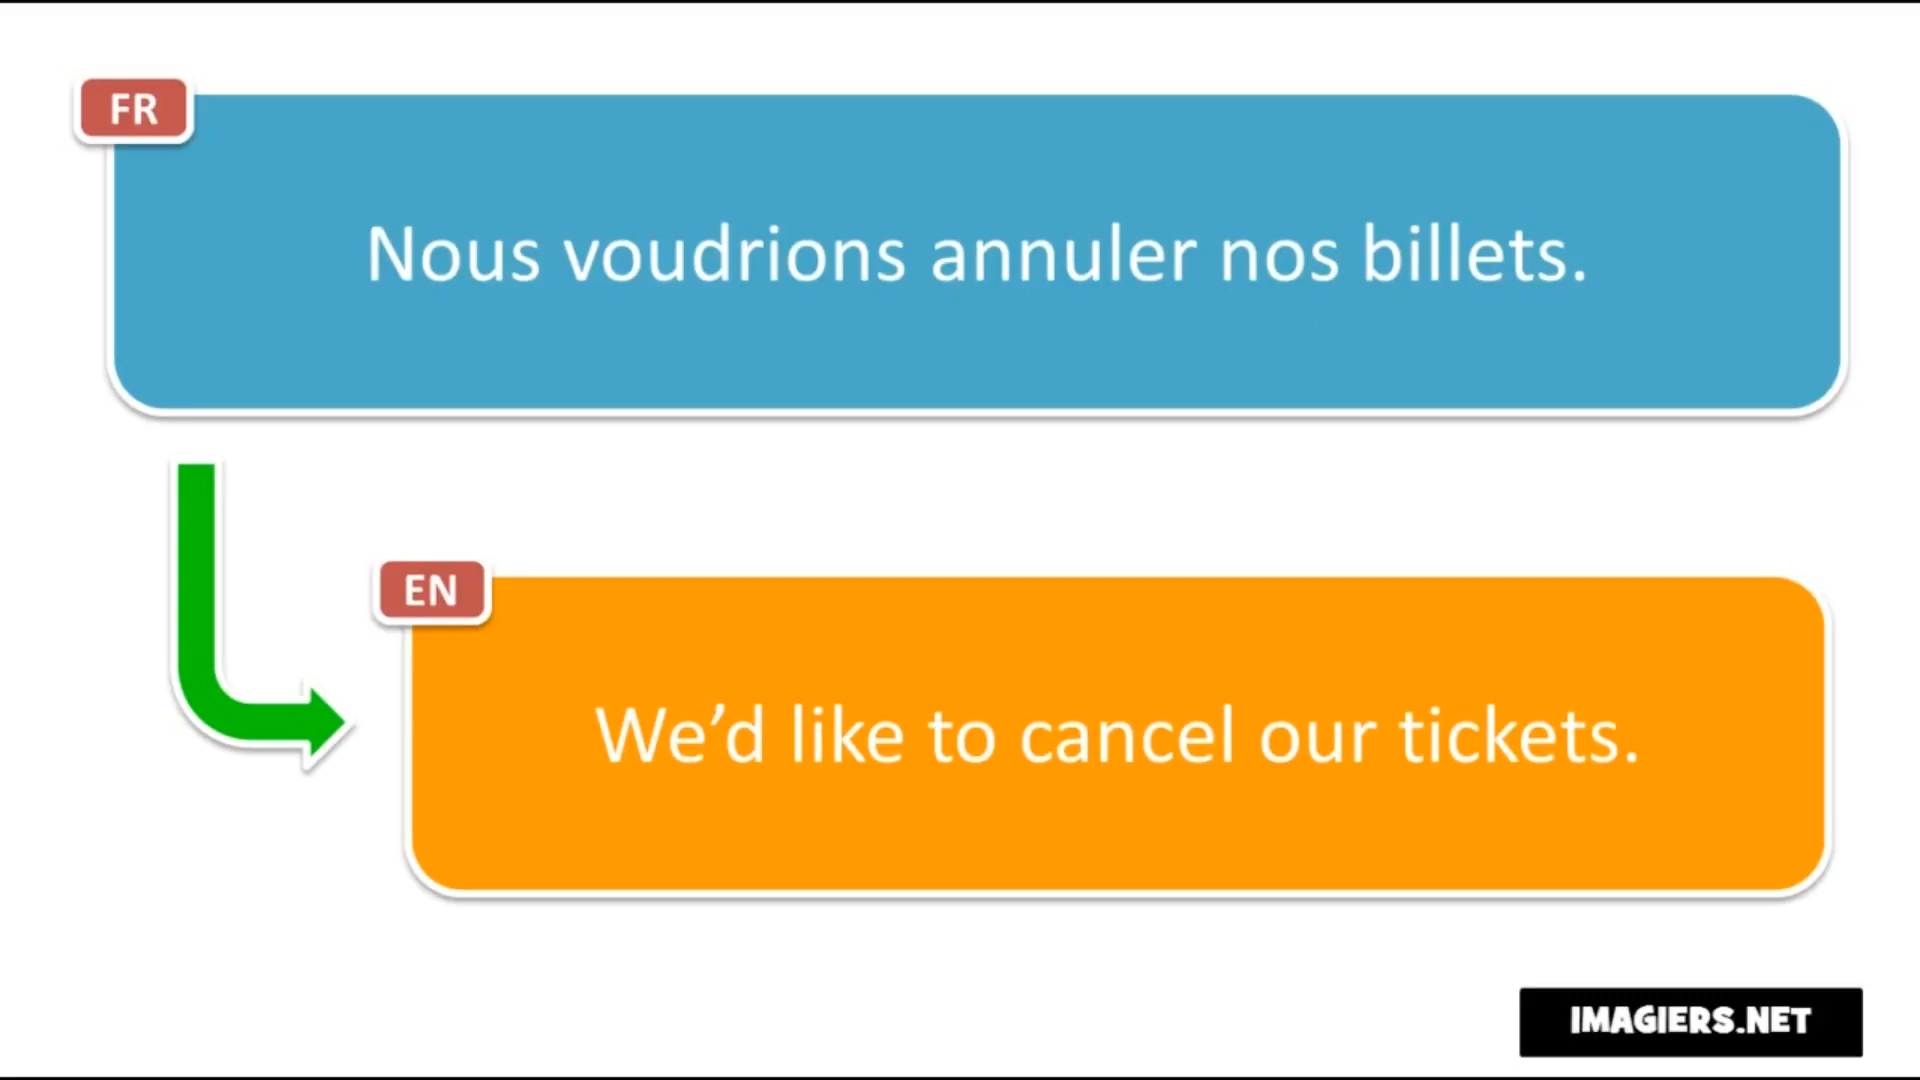 FR
Nous voudrions annuler nos billets.
EN
We’d like to cancel our tickets.
IMAGIERS.NET